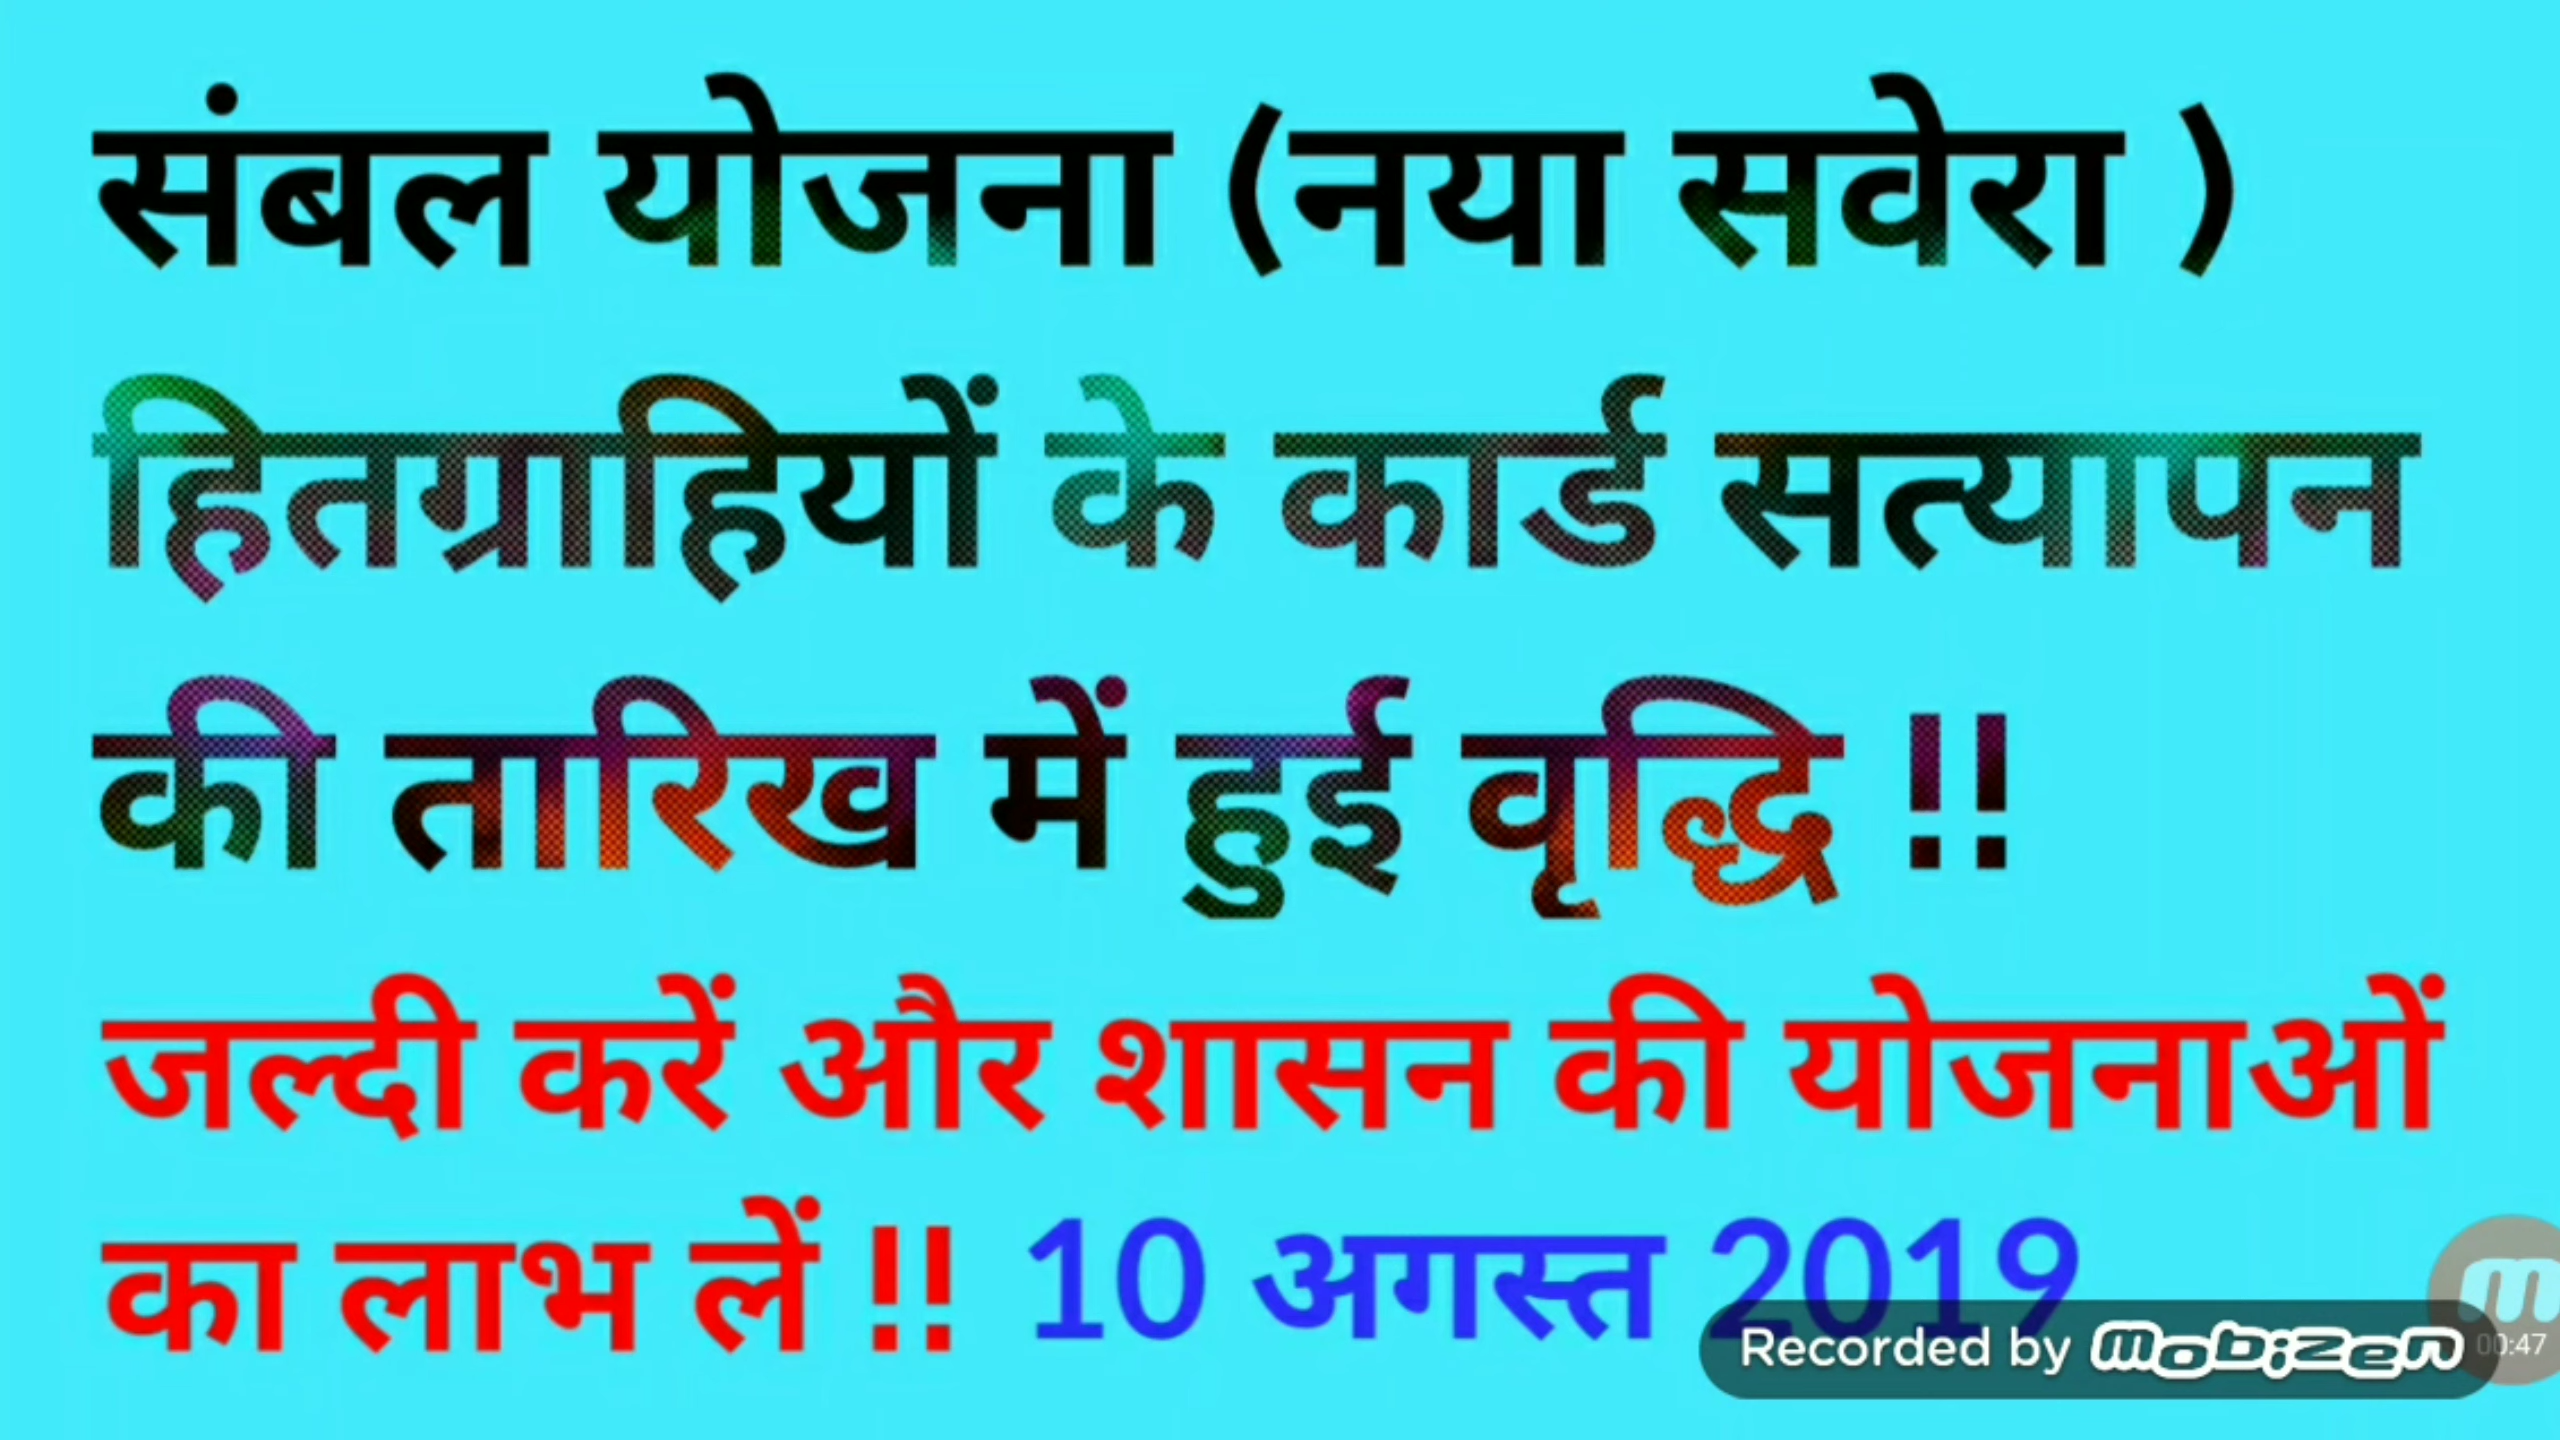 संबल योजना (नया सवेरा )
हितग्राहियों के कार्ड सत्यापन
की तारिख में हुई वृद्धि !!
जल्दी करें और शासन की योजनाओं
का लाभ लें !! 10 अगस्त 2019
Recorded by mobizen 00:47